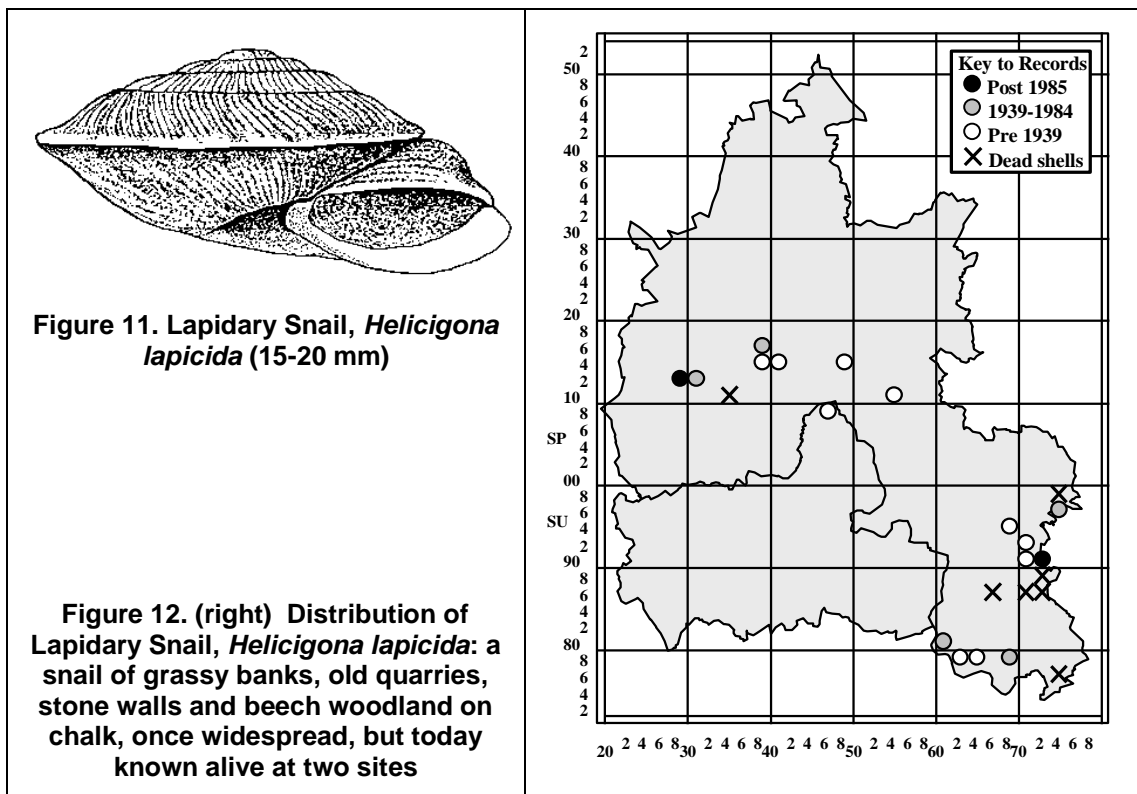 Figure 11. Lapidary Snail, Helicigona
lapicida (15-20 mm)
Figure 12. (right) Distribution of
Lapidary Snail, Helicigona lapicida: a
snail of grassy banks, old quarries,
stone walls and beech woodland on
chalk, once widespread, but today
known alive at two sites
Key to Records
Post 1985
1939-1984
Pre 1939
Dead shells
2
50
8
6
4
2
40
8
6
4
2
30
8
6
4
2
20
8
6
4
2
10
8
6
SP
4
2
00
8
6
SU
4
2
90
8
6
4
2
80
8
6
4
2
20 2 4 6 8 30 2 4 6 8 40 2 4 6 8 50 2 4 6 8 60 2 4 6 8 70 2 4 6 8